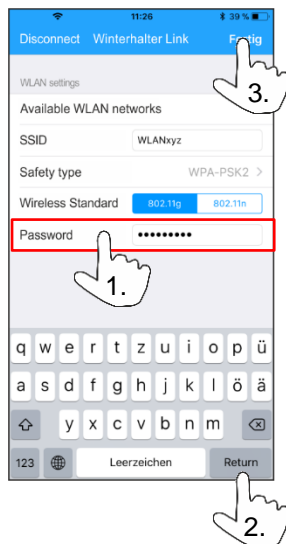 11:26 39 %
Disconnect Winterhalter Link Fertig
3.
WLAN settings
Available WLAN networks
SSID WLANxyz
Safety type WPA-PSK2 >
Wireless Standard 802.11g 802.11n
Password •••••••••
1.
q w e r t z u i o p ü
a s d f g h j k l ö ä
y x c v b n m
123 Leerzeichen Return
2.